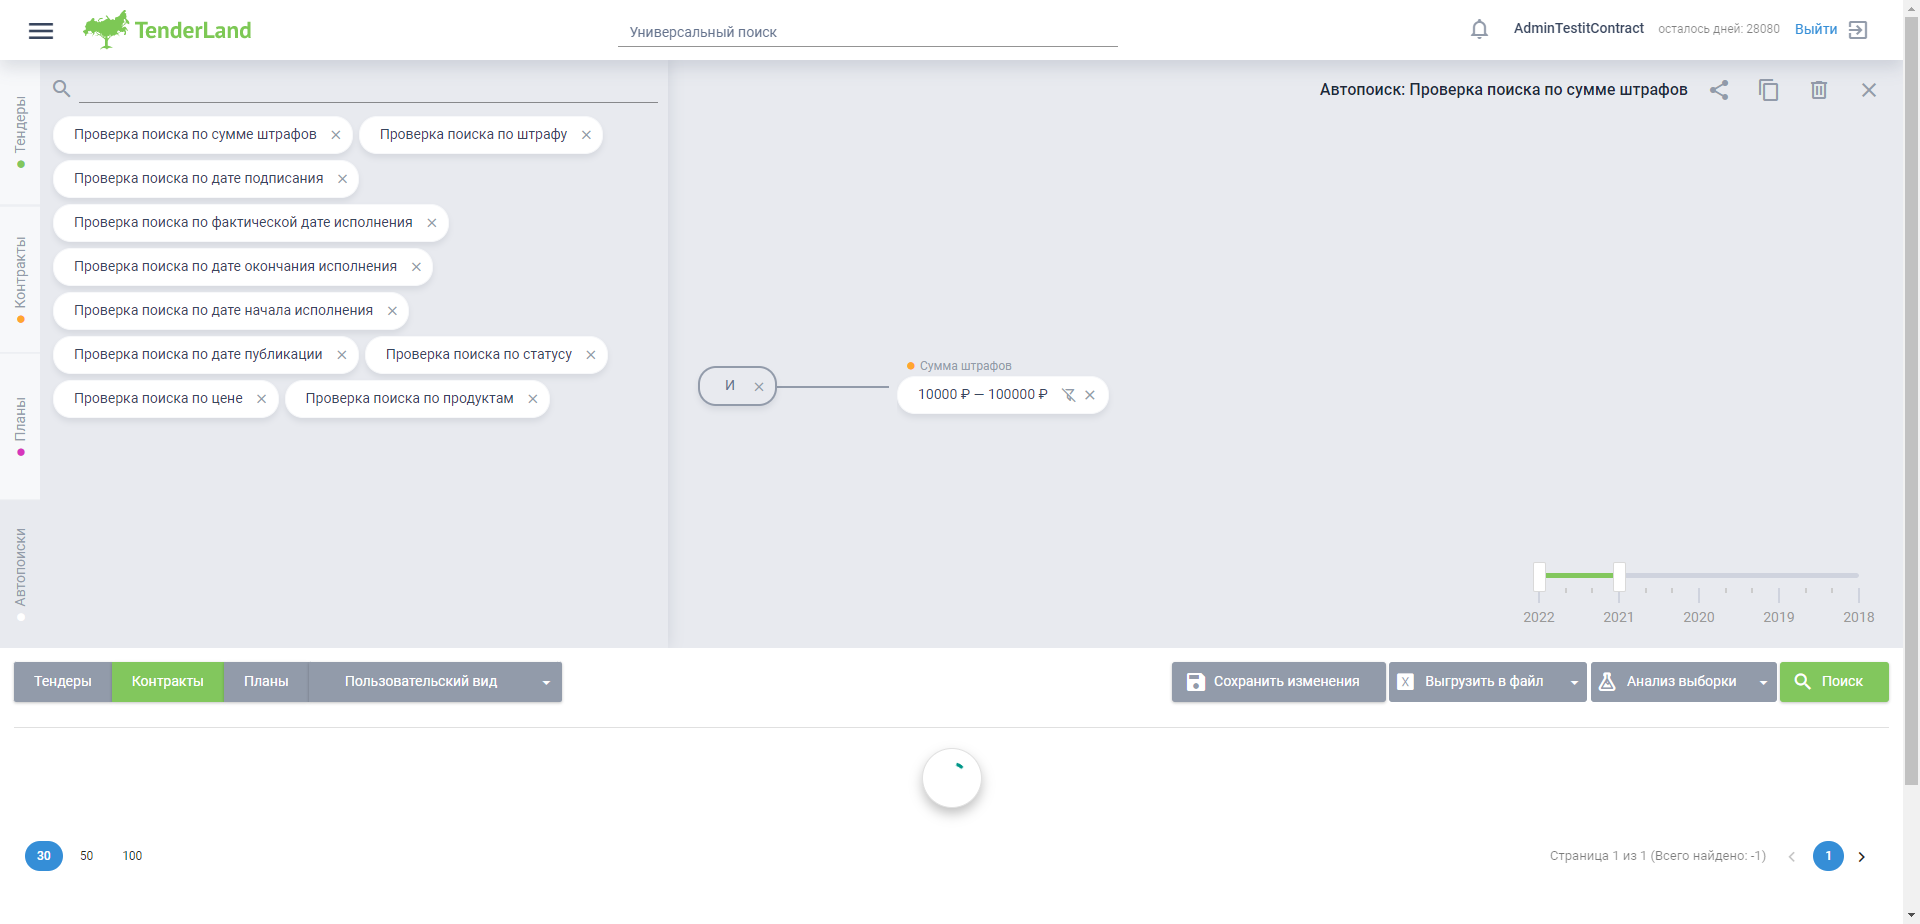 TenderLand
Универсальный поиск
AdminTestitContract
осталось дней: 28080
Выйти
Тендеры
Контракты
Планы
Автопоиски
Проверка поиска по сумме штрафов
Проверка поиска по штрафу
Проверка поиска по дате подписания
Проверка поиска по фактической дате исполнения
Проверка поиска по дате окончания исполнения
Проверка поиска по дате начала исполнения
Проверка поиска по дате публикации
Проверка поиска по статусу
Проверка поиска по цене
Проверка поиска по продуктам
Автопоиск: Проверка поиска по сумме штрафов
И
Сумма штрафов
10000 ₽ — 100000 ₽
2022 2021 2020 2019 2018
Тендеры
Контракты
Планы
Пользовательский вид
Сохранить изменения
X Выгрузить в файл
Анализ выборки
Поиск
30 50 100
Страница 1 из 1 (Всего найдено: -1)
1